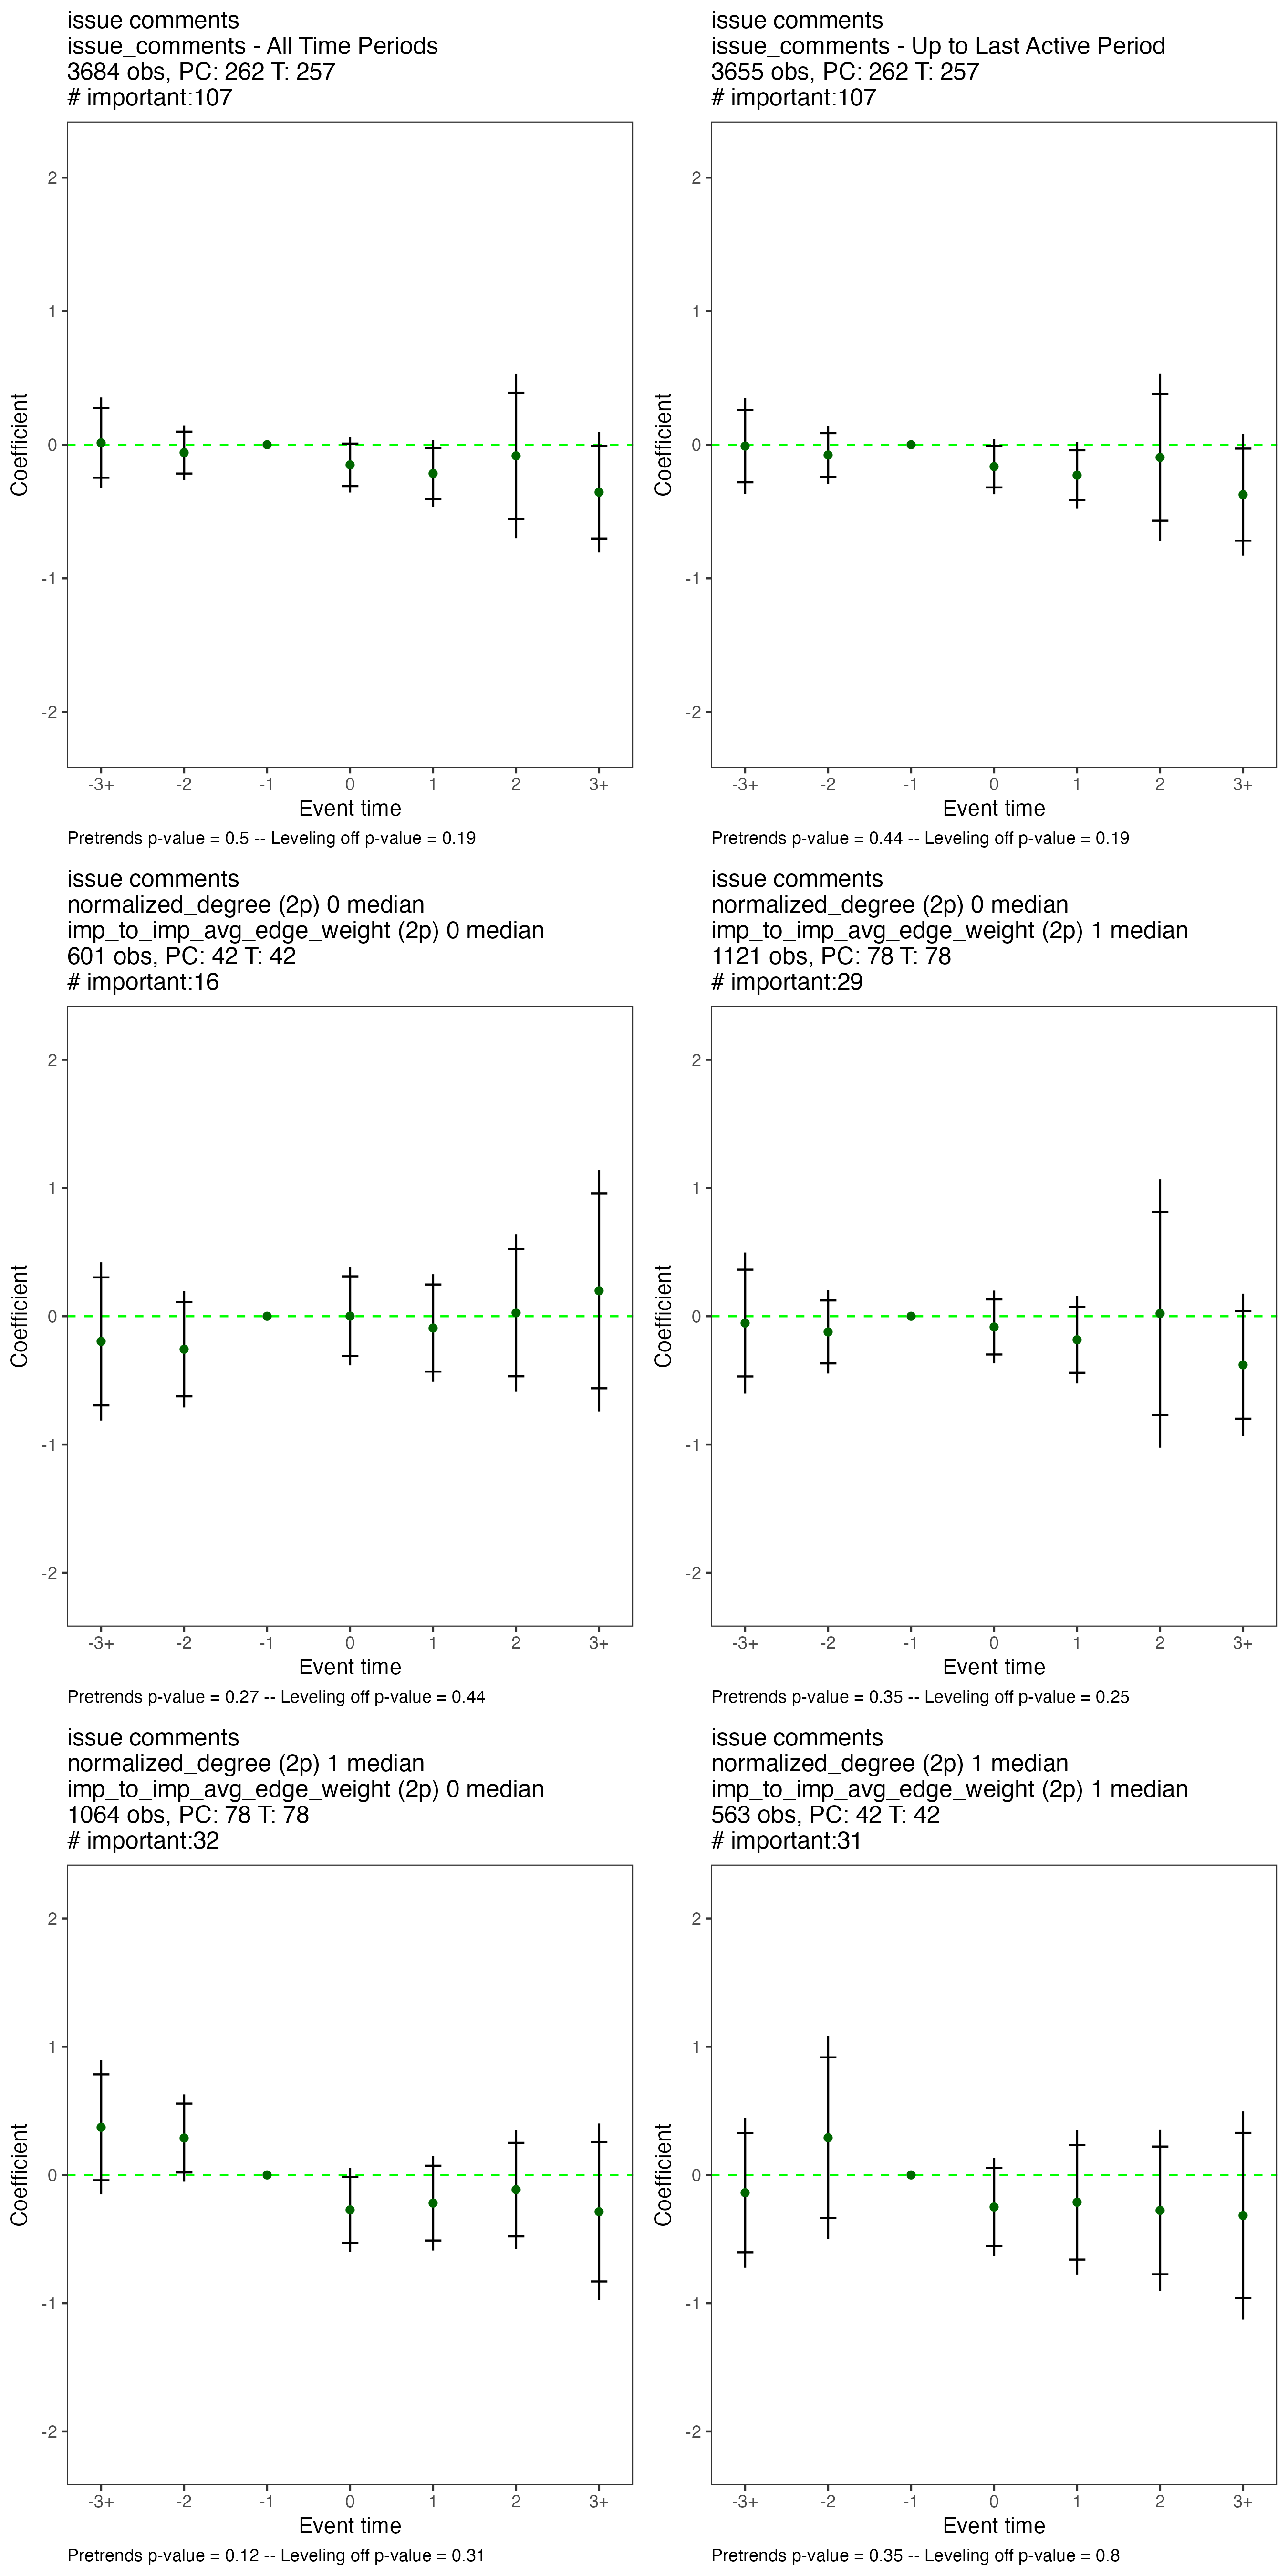 issue comments
issue_comments - All Time Periods
3684 obs, PC: 262 T: 257
# important:107
2
1
0
-1
-2
Coefficient
-3+ -2 -1 0 1 2 3+
Event time
Pretrends p-value = 0.5 -- Leveling off p-value = 0.19
issue comments
issue_comments - Up to Last Active Period
3655 obs, PC: 262 T: 257
# important:107
2
1
0
-1
-2
Coefficient
-3+ -2 -1 0 1 2 3+
Event time
Pretrends p-value = 0.44 -- Leveling off p-value = 0.19
issue comments
normalized_degree (2p) 0 median
imp_to_imp_avg_edge_weight (2p) 0 median
601 obs, PC: 42 T: 42
# important:16
2
1
0
-1
-2
Coefficient
-3+ -2 -1 0 1 2 3+
Event time
Pretrends p-value = 0.27 -- Leveling off p-value = 0.44
issue comments
normalized_degree (2p) 0 median
imp_to_imp_avg_edge_weight (2p) 1 median
1121 obs, PC: 78 T: 78
# important:29
2
1
0
-1
-2
Coefficient
-3+ -2 -1 0 1 2 3+
Event time
Pretrends p-value = 0.35 -- Leveling off p-value = 0.25
issue comments
normalized_degree (2p) 1 median
imp_to_imp_avg_edge_weight (2p) 0 median
1064 obs, PC: 78 T: 78
# important:32
2
1
0
-1
-2
Coefficient
-3+ -2 -1 0 1 2 3+
Event time
Pretrends p-value = 0.12 -- Leveling off p-value = 0.31
issue comments
normalized_degree (2p) 1 median
imp_to_imp_avg_edge_weight (2p) 1 median
563 obs, PC: 42 T: 42
# important:31
2
1
0
-1
-2
Coefficient
-3+ -2 -1 0 1 2 3+
Event time
Pretrends p-value = 0.35 -- Leveling off p-value = 0.8